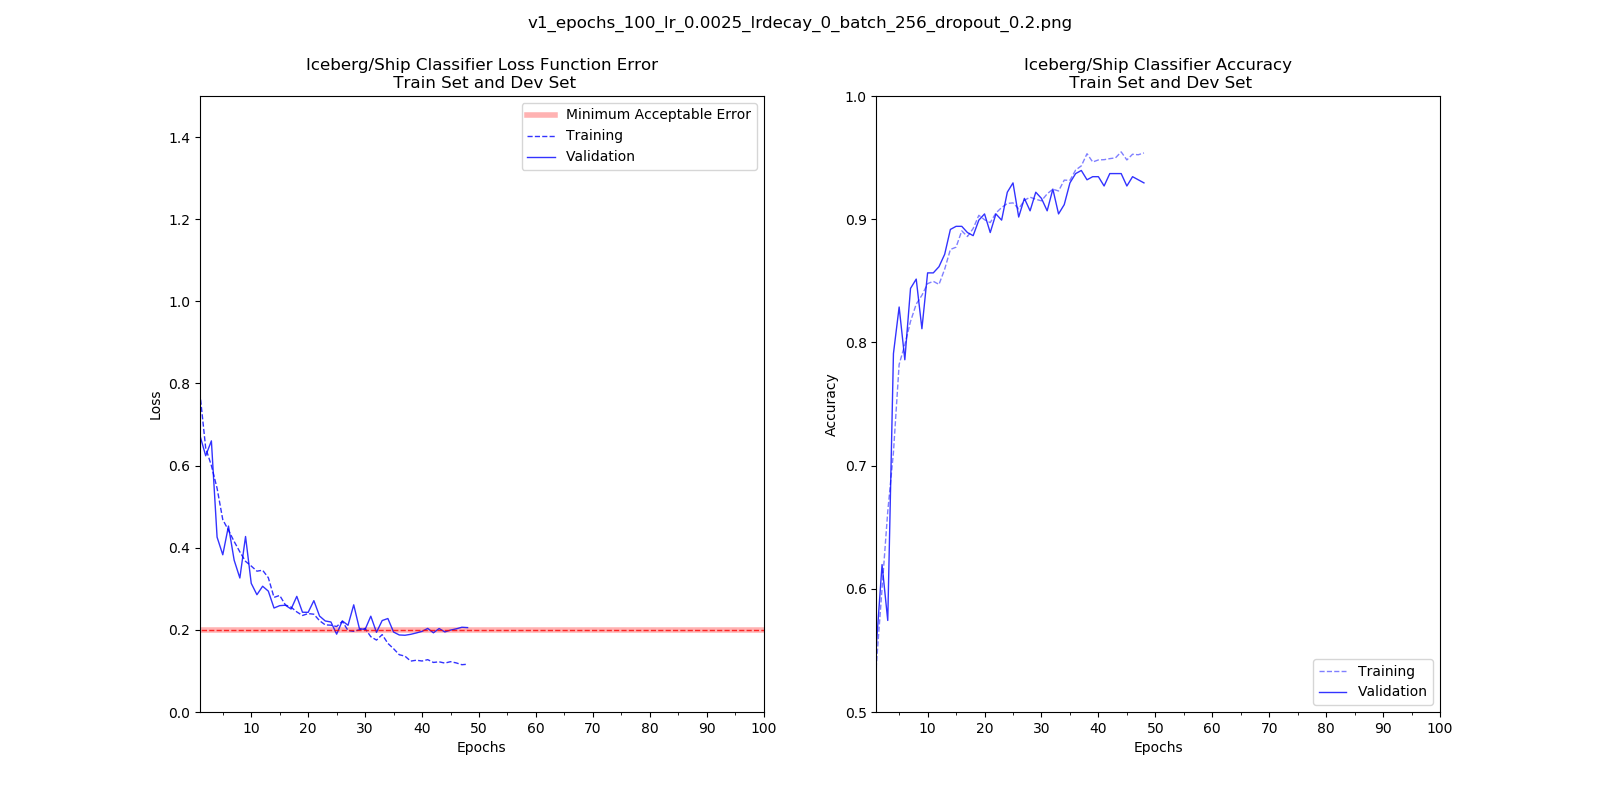 v1_epochs_100_lr_0.0025_lrdecay_0_batch_256_dropout_0.2.png
Iceberg/Ship Classifier Loss Function Error
Train Set and Dev Set
Minimum Acceptable Error
Training
Validation
1.4
1.2
1.0
0.8
0.6
0.4
0.2
0.0
Loss
10 20 30 40 50 60 70 80 90 100
Epochs
Iceberg/Ship Classifier Accuracy
Train Set and Dev Set
1.0
0.9
0.8
0.7
0.6
0.5
Accuracy
Training
Validation
10 20 30 40 50 60 70 80 90 100
Epochs